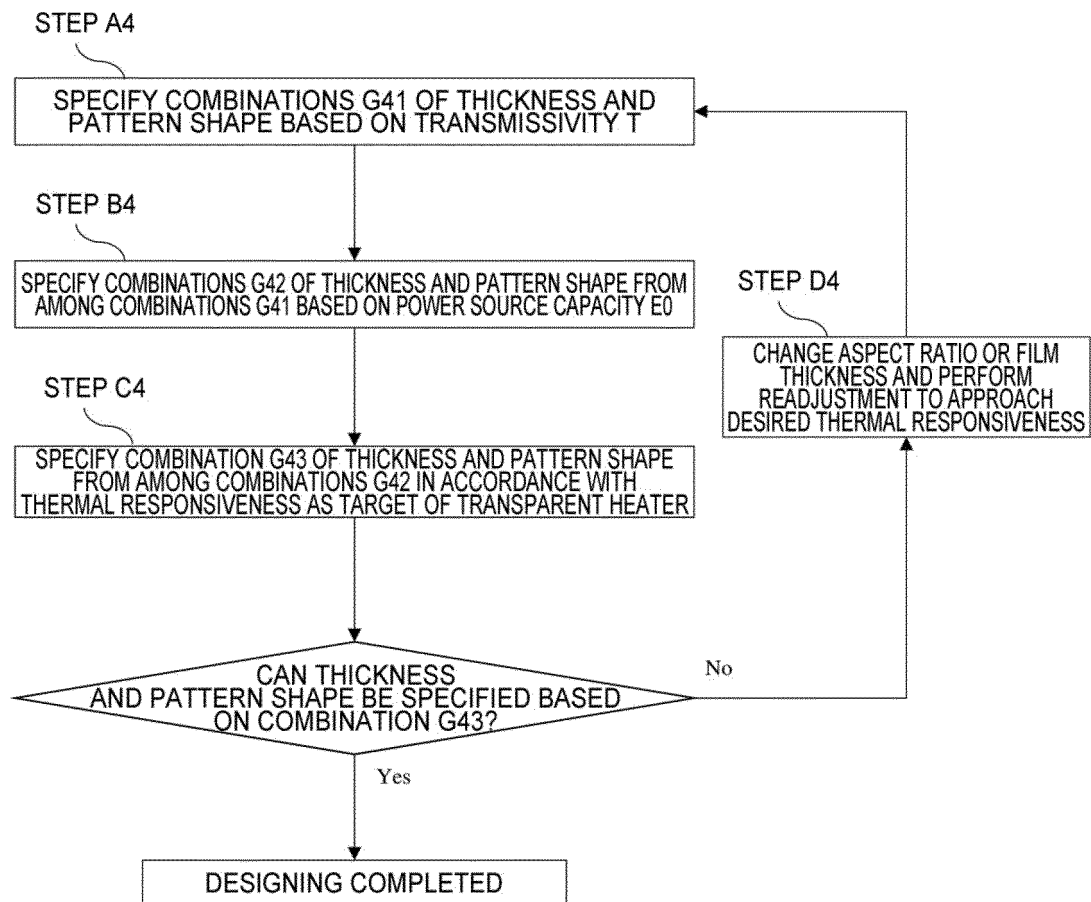 STEP A4
SPECIFY COMBINATIONS G41 OF THICKNESS AND
PATTERN SHAPE BASED ON TRANSMISSIVITY T
STEP B4
SPECIFY COMBINATIONS G42 OF THICKNESS AND PATTERN SHAPE FROM
AMONG COMBINATIONS G41 BASED ON POWER SOURCE CAPACITY E0
STEP C4
SPECIFY COMBINATION G43 OF THICKNESS AND PATTERN SHAPE
FROM AMONG COMBINATIONS G42 IN ACCORDANCE WITH
THERMAL RESPONSIVENESS AS TARGET OF TRANSPARENT HEATER
STEP D4
CHANGE ASPECT RATIO OR FILM
THICKNESS AND PERFORM
READJUSTMENT TO APPROACH
DESIRED THERMAL RESPONSIVENESS
CAN THICKNESS
AND PATTERN SHAPE BE SPECIFIED BASED
ON COMBINATION G43?
No
Yes
DESIGNING COMPLETED